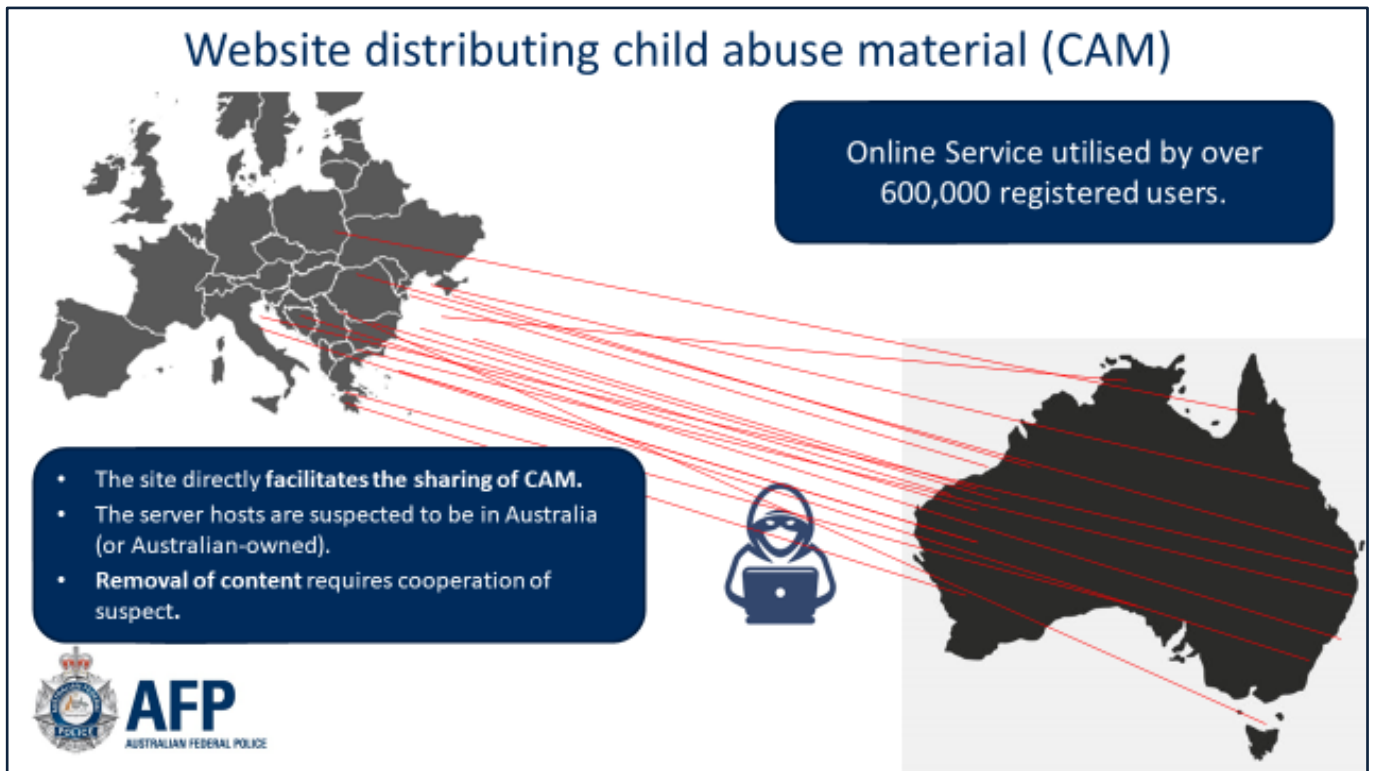 Website distributing child abuse material (CAM)
Online Service utilised by over
600,000 registered users.
• The site directly facilitates the sharing of CAM.
• The server hosts are suspected to be in Australia
(or Australian-owned).
• Removal of content requires cooperation of
suspect.
AFP
AUSTRALIAN FEDERAL POLICE